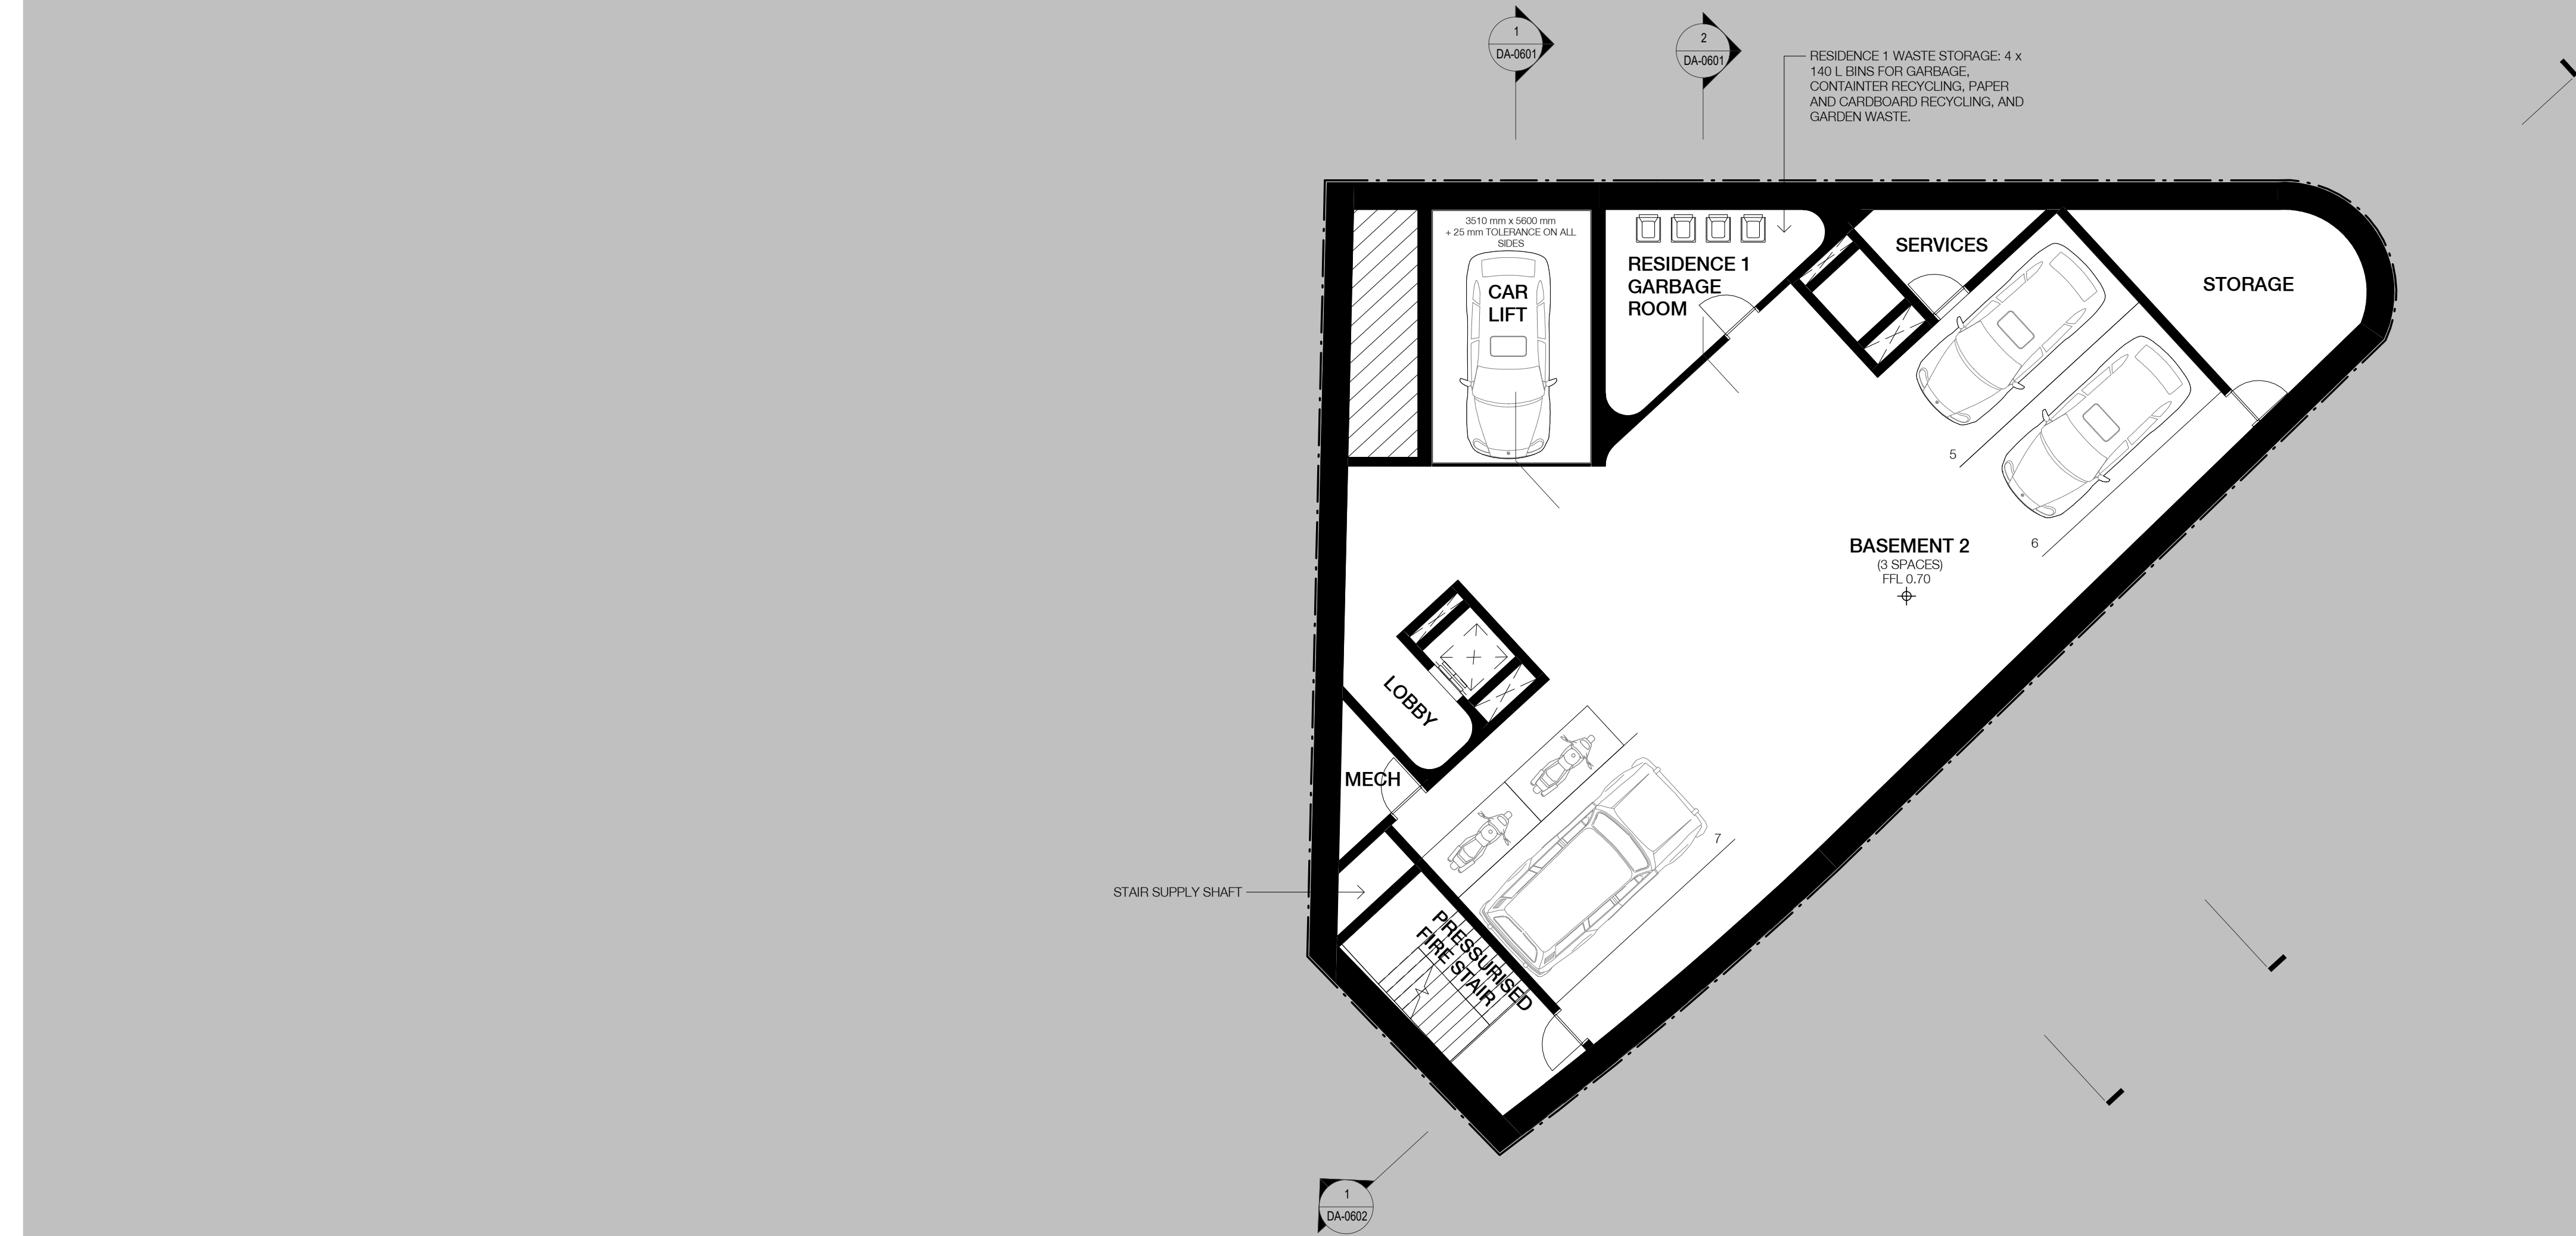 1
DA-0601
2
DA-0601
RESIDENCE 1 WASTE STORAGE: 4 x
140 L BINS FOR GARBAGE,
CONTAINTER RECYCLING, PAPER
AND CARDBOARD RECYCLING, AND
GARDEN WASTE.
3510 mm x 5600 mm
+ 25 mm TOLERANCE ON ALL
SIDES
CAR
LIFT
RESIDENCE 1
GARBAGE
ROOM
SERVICES
STORAGE
5
6
BASEMENT 2
(3 SPACES)
FFL 0.70
LOBBY
MECH
7
STAIR SUPPLY SHAFT
PRESSURISED
FIRE STAIR
1
DA-0602